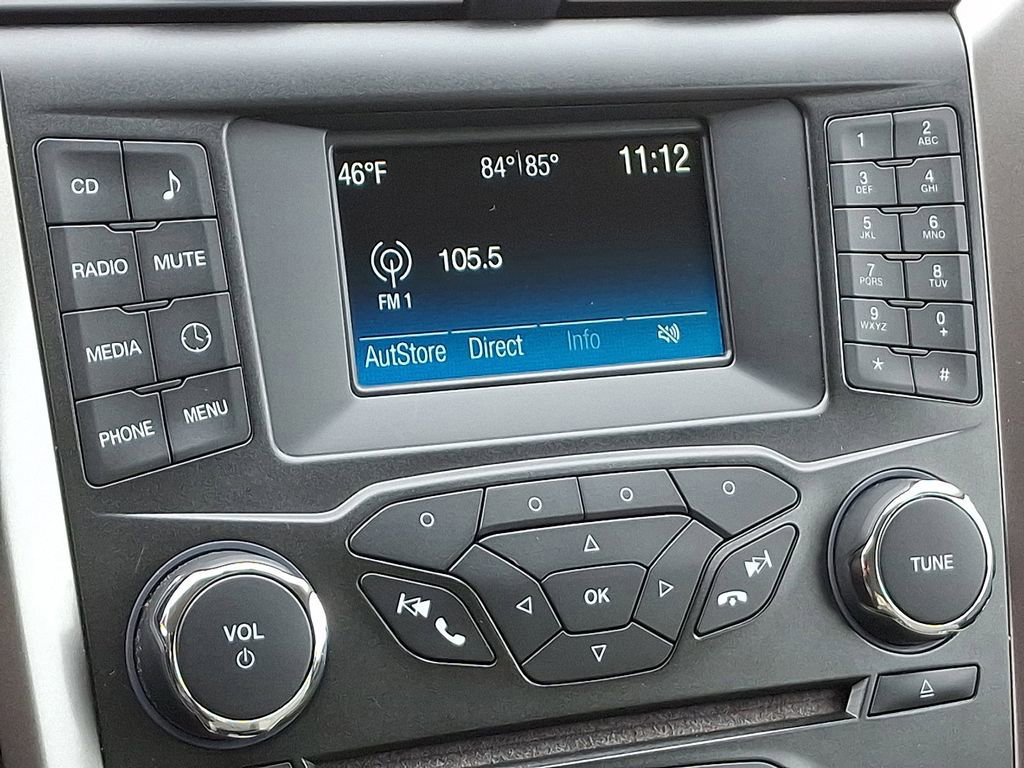 46°F 84°|85° 11:12
105.5
FM 1
AutStore Direct Info
CD
RADIO MUTE
MEDIA
PHONE MENU
1 2 ABC
3 DEF 4 GHI
5 JKL 6 MNO
7 PQRS 8 TUV
9 WXYZ 0 +
* #
OK
VOL
TUNE